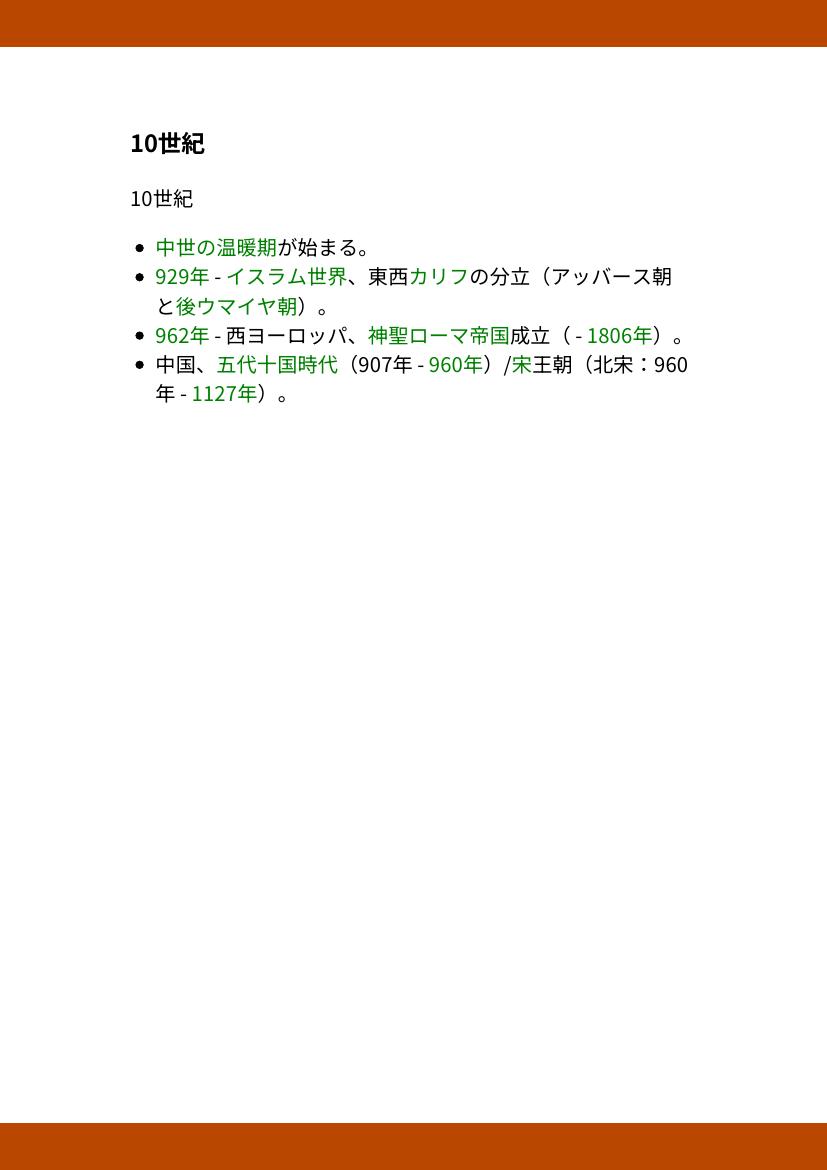 10世紀
10世紀
• 中世の温暖期が始まる。
• 929年 - イスラム世界、東西カリフの分立（アッバース朝
と後ウマイヤ朝）。
• 962年 - 西ヨーロッパ、神聖ローマ帝国成立（ - 1806年）。
• 中国、五代十国時代（907年 - 960年）/宋王朝（北宋：960
年 - 1127年）。